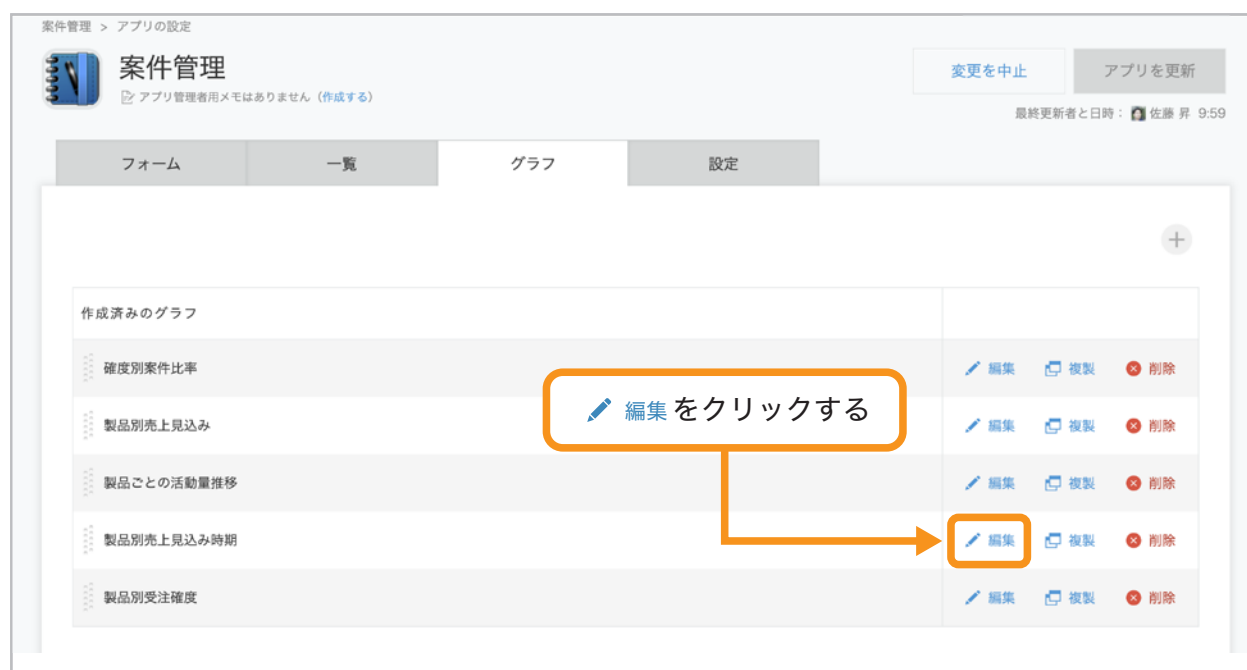 案件管理 > アプリの設定
案件管理
アプリ管理者用メモはありません（作成する）
変更を中止
アプリを更新
最終更新者と日時： 佐藤 昇 9:59
フォーム 一覧 グラフ 設定
作成済みのグラフ
確度別案件比率 編集 複製 削除
編集 をクリックする
製品別売上見込み 編集 複製 削除
製品ごとの活動量推移 編集 複製 削除
製品別売上見込み時期 編集 複製 削除
製品別受注確度 編集 複製 削除